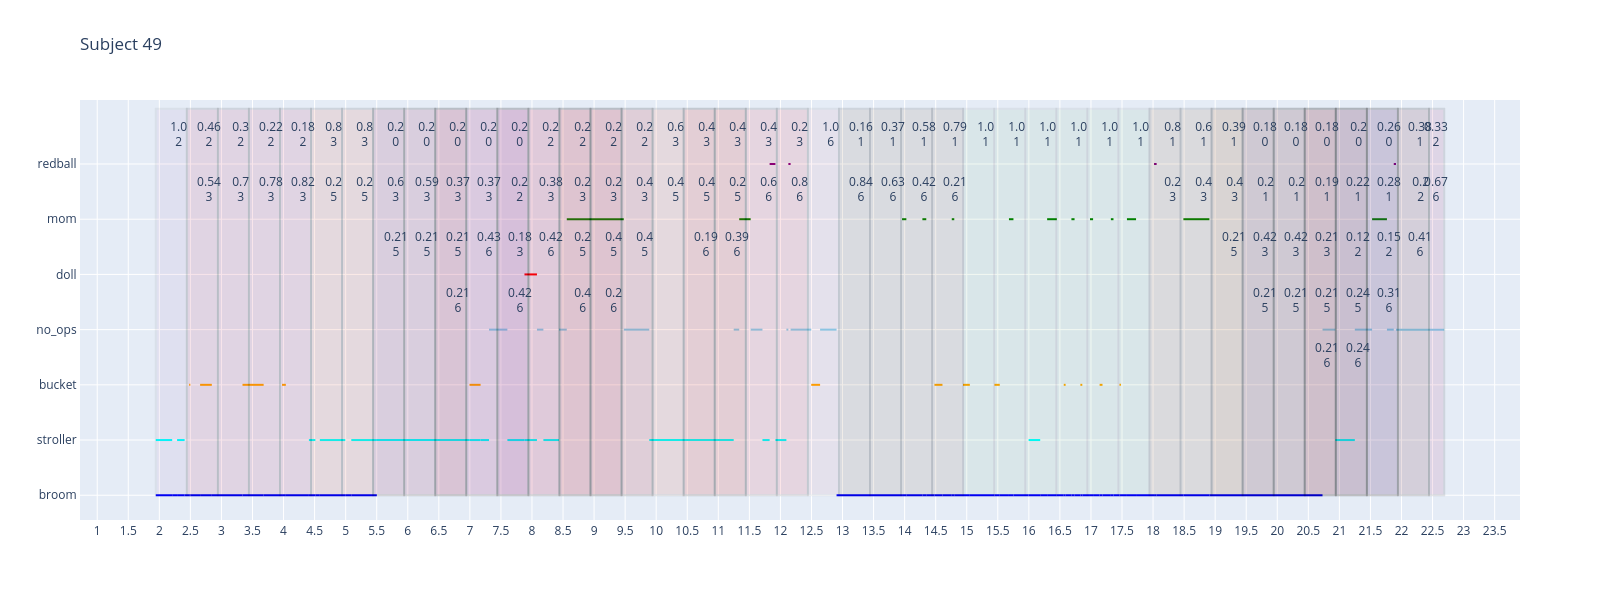 Subject 49
1.0 0.46 0.3 0.22 0.18 0.8 0.8 0.2 0.2 0.2 0.2 0.2 0.2 0.2 0.2 0.2 0.6 0.4 0.4 0.4 0.2 1.0 0.16 0.37 0.58 0.79 1.0 1.0 1.0 1.0 1.0 1.0 0.8 0.6 0.39 0.18 0.18 0.18 0.2 0.26 0.33
2 2 2 2 2 3 3 0 0 0 0 0 2 2 2 2 3 3 3 3 3 6 1 1 1 1 1 1 1 1 1 1 1 1 1 0 0 0 0 0 1 2
redball
0.54 0.7 0.78 0.82 0.2 0.2 0.6 0.59 0.37 0.37 0.2 0.38 0.2 0.2 0.4 0.4 0.4 0.2 0.6 0.8 0.84 0.63 0.42 0.21 0.2 0.4 0.4 0.2 0.2 0.19 0.22 0.28 0.67
3 3 3 3 5 5 3 3 3 3 2 3 3 3 3 5 5 5 6 6 6 6 6 6 3 3 3 1 1 1 1 1 2 6
mom
0.21 0.21 0.21 0.43 0.18 0.42 0.2 0.4 0.4 0.19 0.39 0.21 0.42 0.42 0.21 0.12 0.15 0.41
5 5 5 6 3 6 5 5 5 6 6 5 3 3 3 2 2 6
doll
0.21 0.42 0.4 0.2 0.21 0.21 0.21 0.24 0.31
6 6 6 6 5 5 5 5 6
no_ops
0.21 0.24
6 6
bucket
stroller
broom
1 1.5 2 2.5 3 3.5 4 4.5 5 5.5 6 6.5 7 7.5 8 8.5 9 9.5 10 10.5 11 11.5 12 12.5 13 13.5 14 14.5 15 15.5 16 16.5 17 17.5 18 18.5 19 19.5 20 20.5 21 21.5 22 22.5 23 23.5